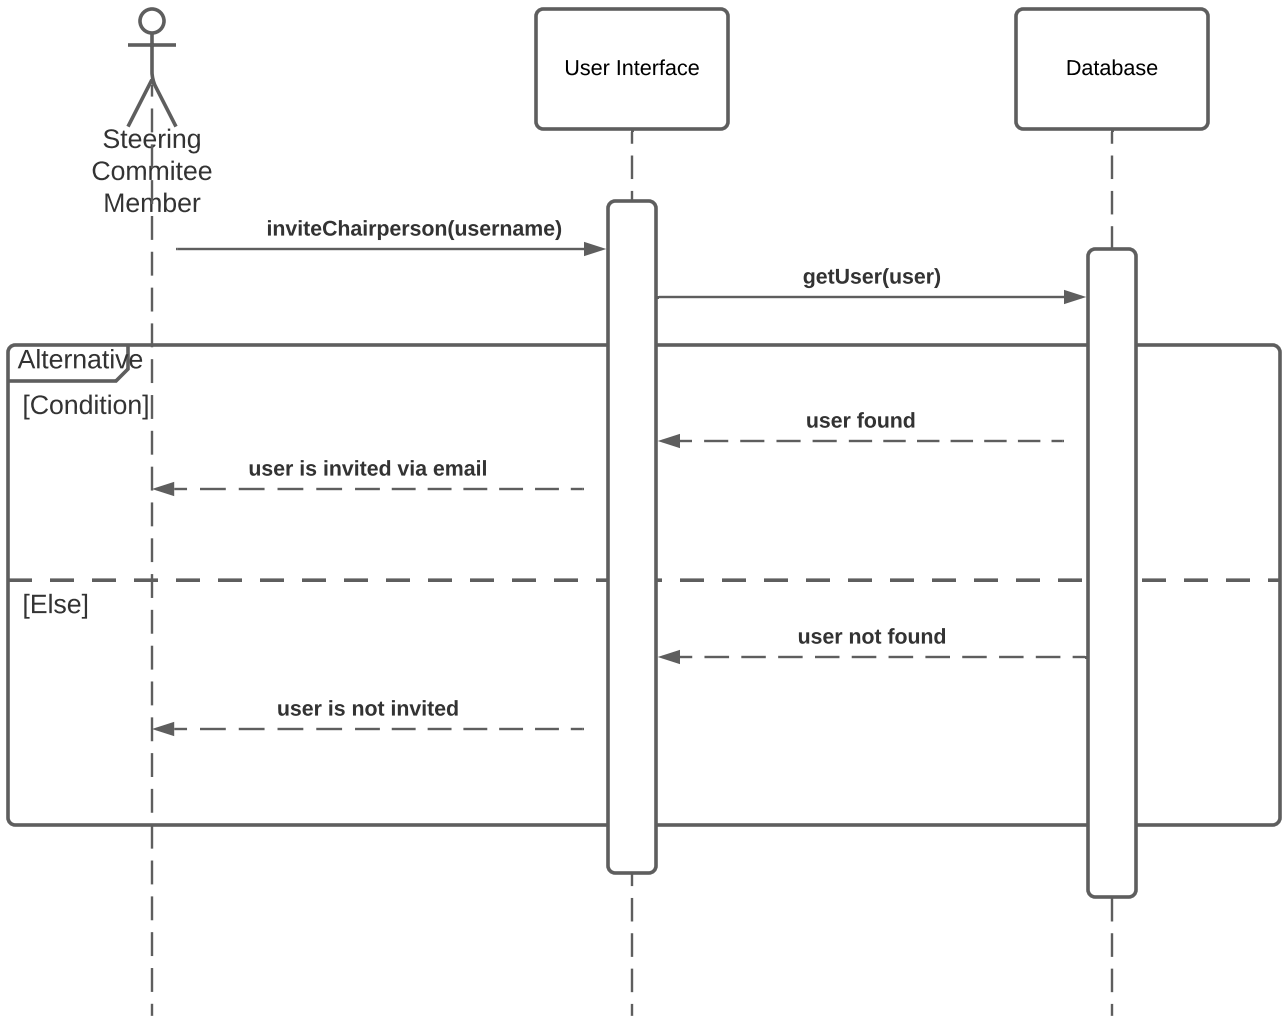 User Interface
Database
Steering
Commitee
Member
inviteChairperson(username)
getUser(user)
Alternative
[Condition]
user found
user is invited via email
[Else]
user not found
user is not invited